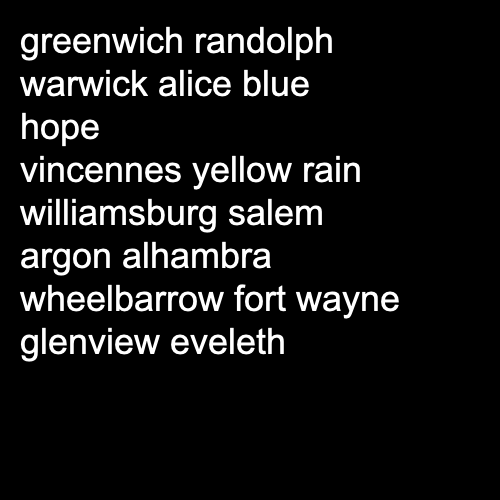 greenwich randolph
warwick alice blue
hope
vincennes yellow rain
williamsburg salem
argon alhambra
wheelbarrow fort wayne
glenview eveleth